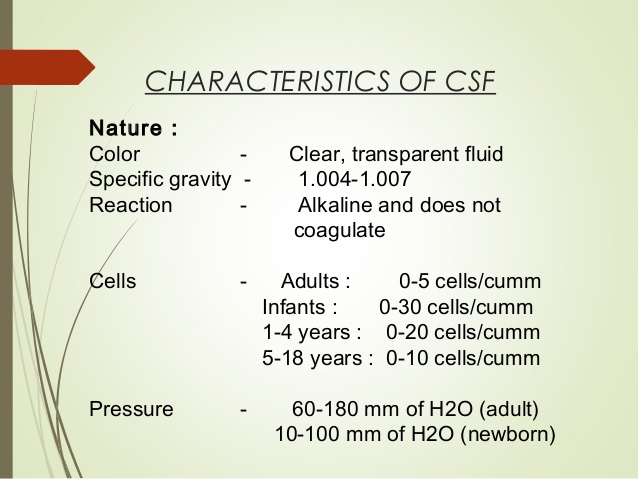 CHARACTERISTICS OF CSF
Nature :
Color - Clear, transparent fluid
Specific gravity - 1.004-1.007
Reaction - Alkaline and does not
coagulate
Cells - Adults : 0-5 cells/cumm
Infants : 0-30 cells/cumm
1-4 years : 0-20 cells/cumm
5-18 years : 0-10 cells/cumm
Pressure - 60-180 mm of H2O (adult)
10-100 mm of H2O (newborn)